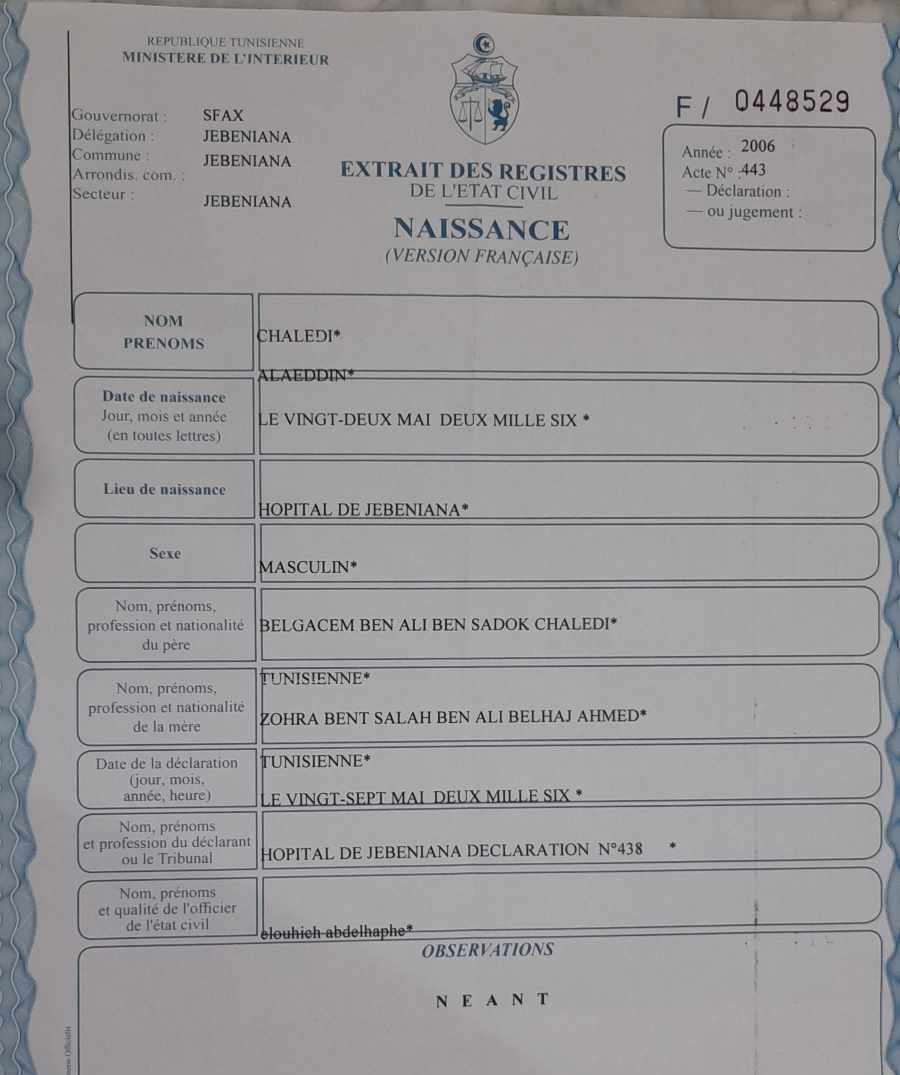 REPUBLIQUE TUNISIENNE
MINISTERE DE L'INTERIEUR
Gouvernorat : SFAX
Délégation : JEBENIANA
Commune : JEBENIANA
Arrondis. com. :
Secteur : JEBENIANA
F / 0448529
Année : 2006
Acte N° : 443
— Déclaration :
— ou jugement :
EXTRAIT DES REGISTRES
DE L'ETAT CIVIL
NAISSANCE
(VERSION FRANÇAISE)
NOM
PRENOMS
CHALEDI*
ALAEDDIN*
Date de naissance
Jour, mois et année
(en toutes lettres)
LE VINGT-DEUX MAI DEUX MILLE SIX *
Lieu de naissance
HOPITAL DE JEBENIANA*
Sexe
MASCULIN*
Nom, prénoms,
profession et nationalité
du père
BELGACEM BEN ALI BEN SADOK CHALEDI*
TUNISIENNE*
Nom, prénoms,
profession et nationalité
de la mère
ZOHRA BENT SALAH BEN ALI BELHAJ AHMED*
TUNISIENNE*
Date de la déclaration
(jour, mois,
année, heure)
LE VINGT-SEPT MAI DEUX MILLE SIX *
Nom, prénoms
et profession du déclarant
ou le Tribunal
HOPITAL DE JEBENIANA DECLARATION N°438 *
Nom, prénoms
et qualité de l'officier
de l'état civil
elouhich abdelhaphe*
OBSERVATIONS
N E A N T